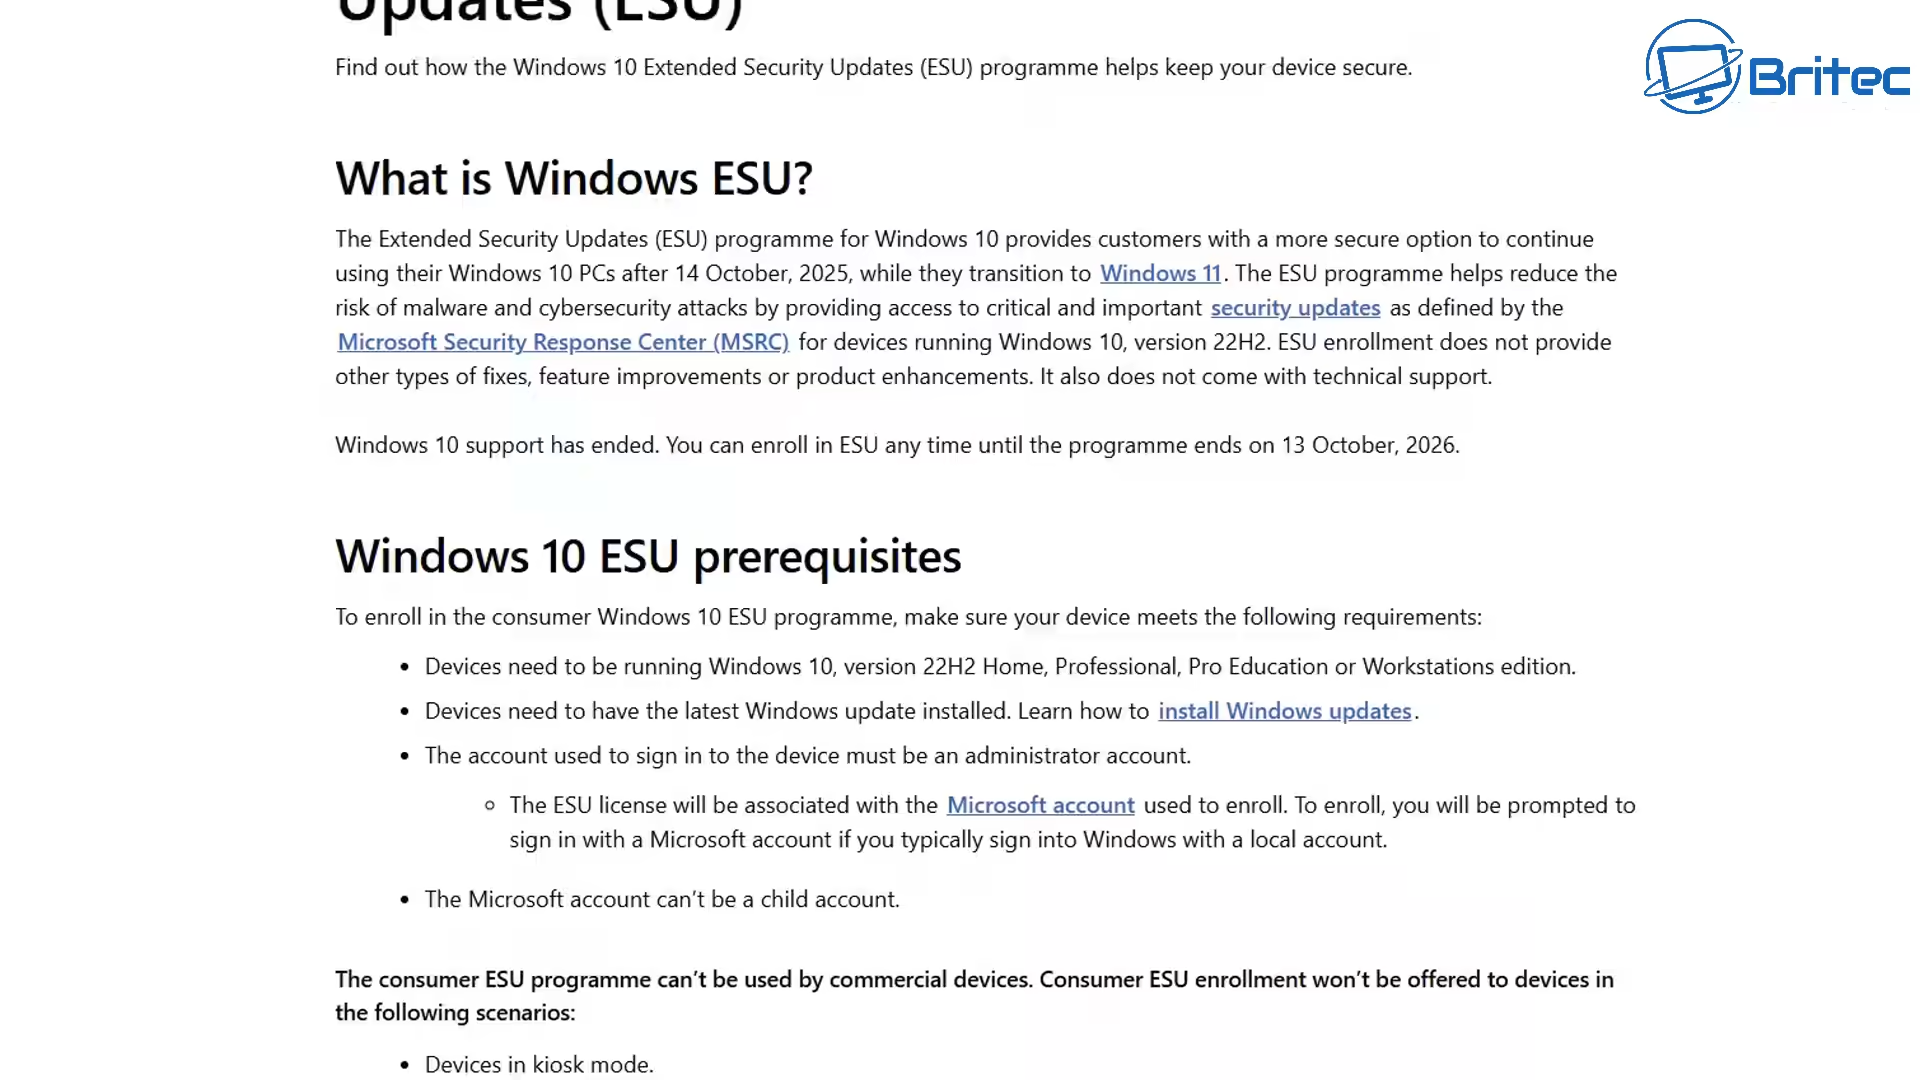 Updates (ESU)
Find out how the Windows 10 Extended Security Updates (ESU) programme helps keep your device secure.
Britec
What is Windows ESU?
The Extended Security Updates (ESU) programme for Windows 10 provides customers with a more secure option to continue
using their Windows 10 PCs after 14 October, 2025, while they transition to Windows 11. The ESU programme helps reduce the
risk of malware and cybersecurity attacks by providing access to critical and important security updates as defined by the
Microsoft Security Response Center (MSRC) for devices running Windows 10, version 22H2. ESU enrollment does not provide
other types of fixes, feature improvements or product enhancements. It also does not come with technical support.
Windows 10 support has ended. You can enroll in ESU any time until the programme ends on 13 October, 2026.
Windows 10 ESU prerequisites
To enroll in the consumer Windows 10 ESU programme, make sure your device meets the following requirements:
• Devices need to be running Windows 10, version 22H2 Home, Professional, Pro Education or Workstations edition.
• Devices need to have the latest Windows update installed. Learn how to install Windows updates.
• The account used to sign in to the device must be an administrator account.
○ The ESU license will be associated with the Microsoft account used to enroll. To enroll, you will be prompted to
sign in with a Microsoft account if you typically sign into Windows with a local account.
• The Microsoft account can't be a child account.
The consumer ESU programme can't be used by commercial devices. Consumer ESU enrollment won't be offered to devices in
the following scenarios:
• Devices in kiosk mode.